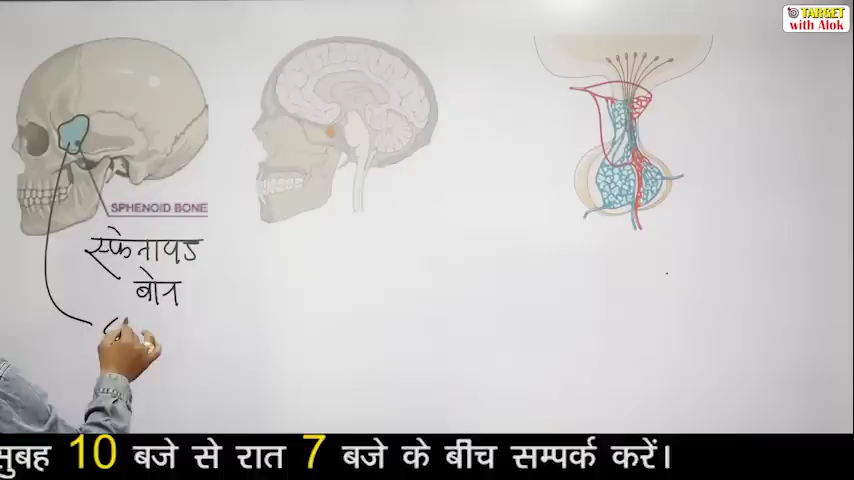 TARGET
with Alok
SPHENOID BONE
स्फेनायड
बोन
सुबह 10 बजे से रात 7 बजे के बीच सम्पर्क करें।